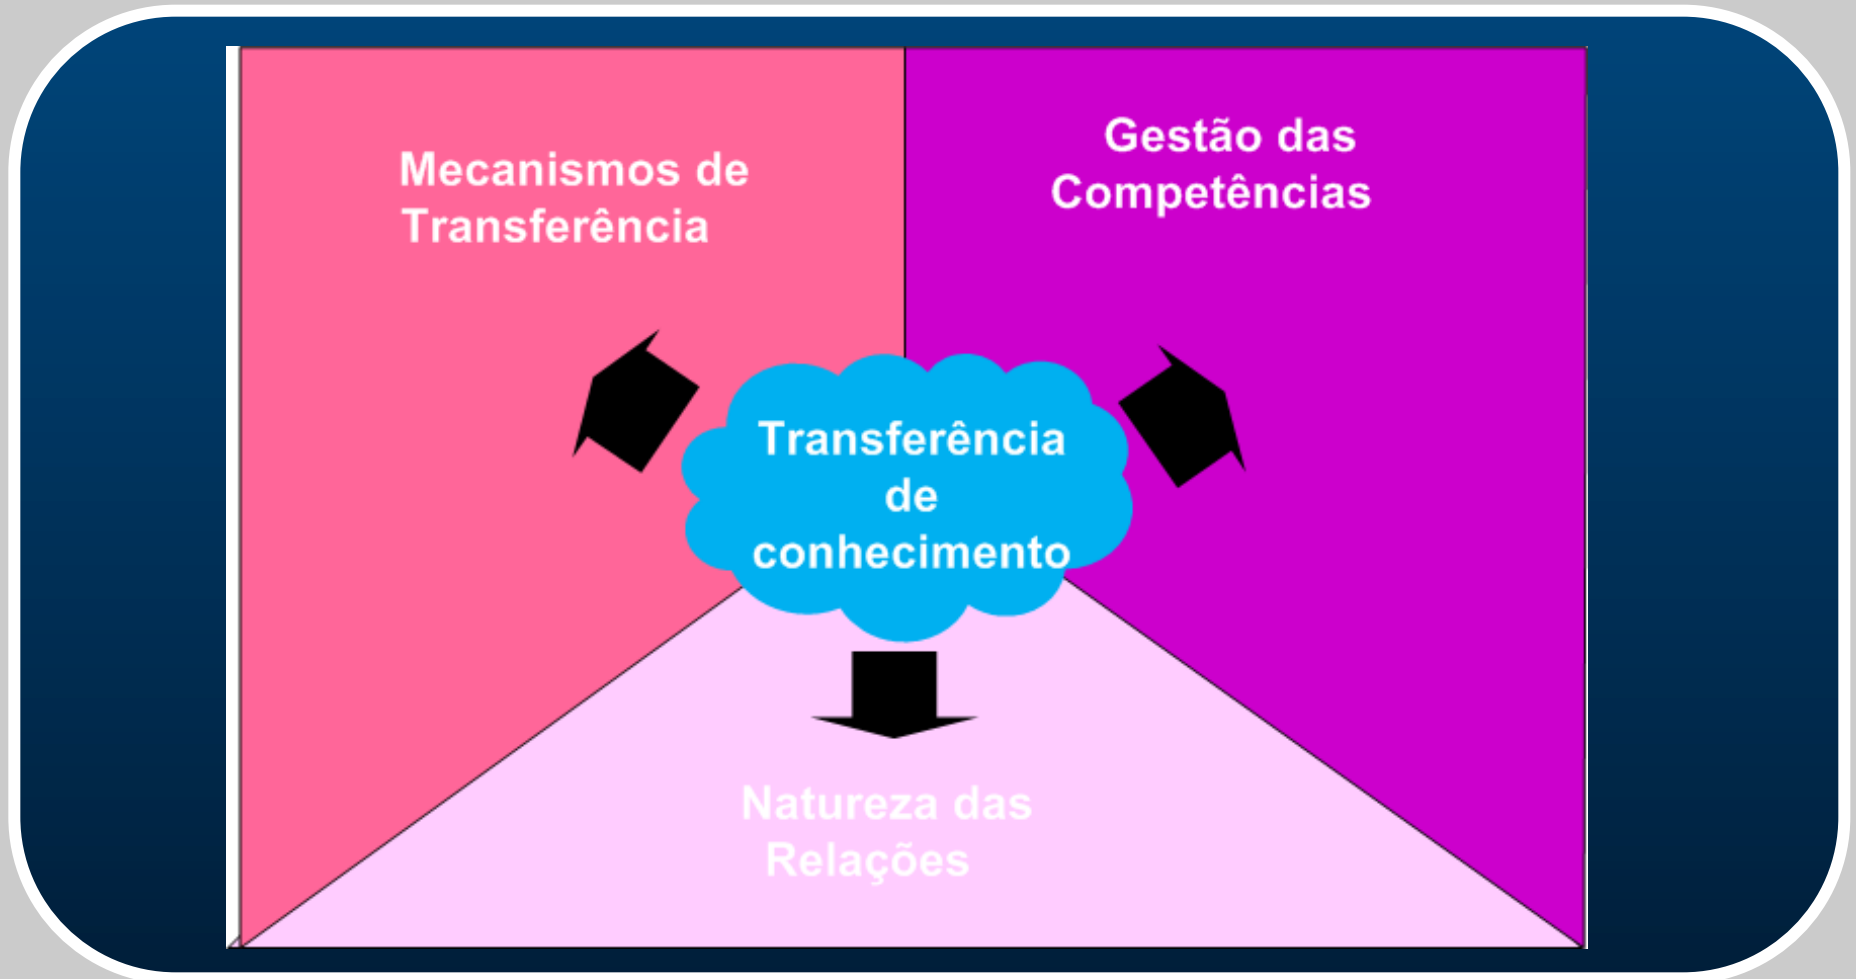 Mecanismos de
Transferência
Gestão das
Competências
Transferência
de
conhecimento
Natureza das
Relações